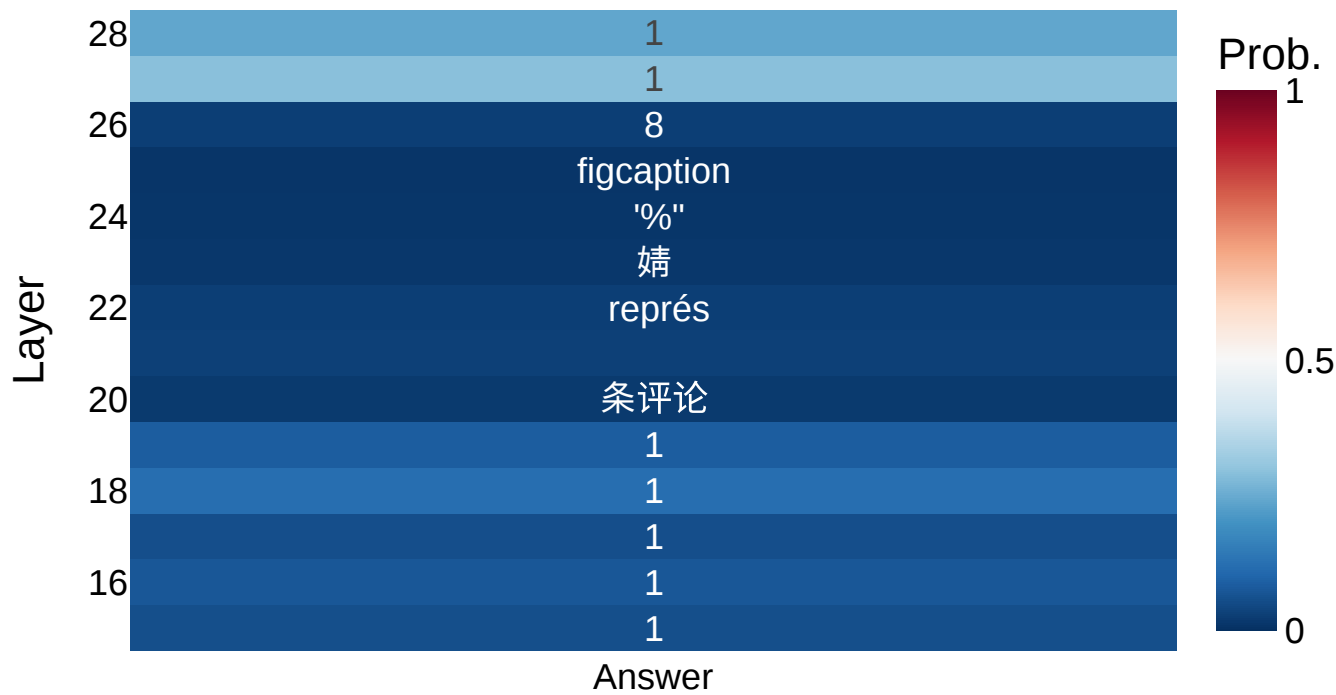 Prob.
28 1
1
1
26 8
figcaption
24 '%"
婧
22 représ
Layer
0.5
20 条评论
1
18 1
1
16 1
1
0
Answer